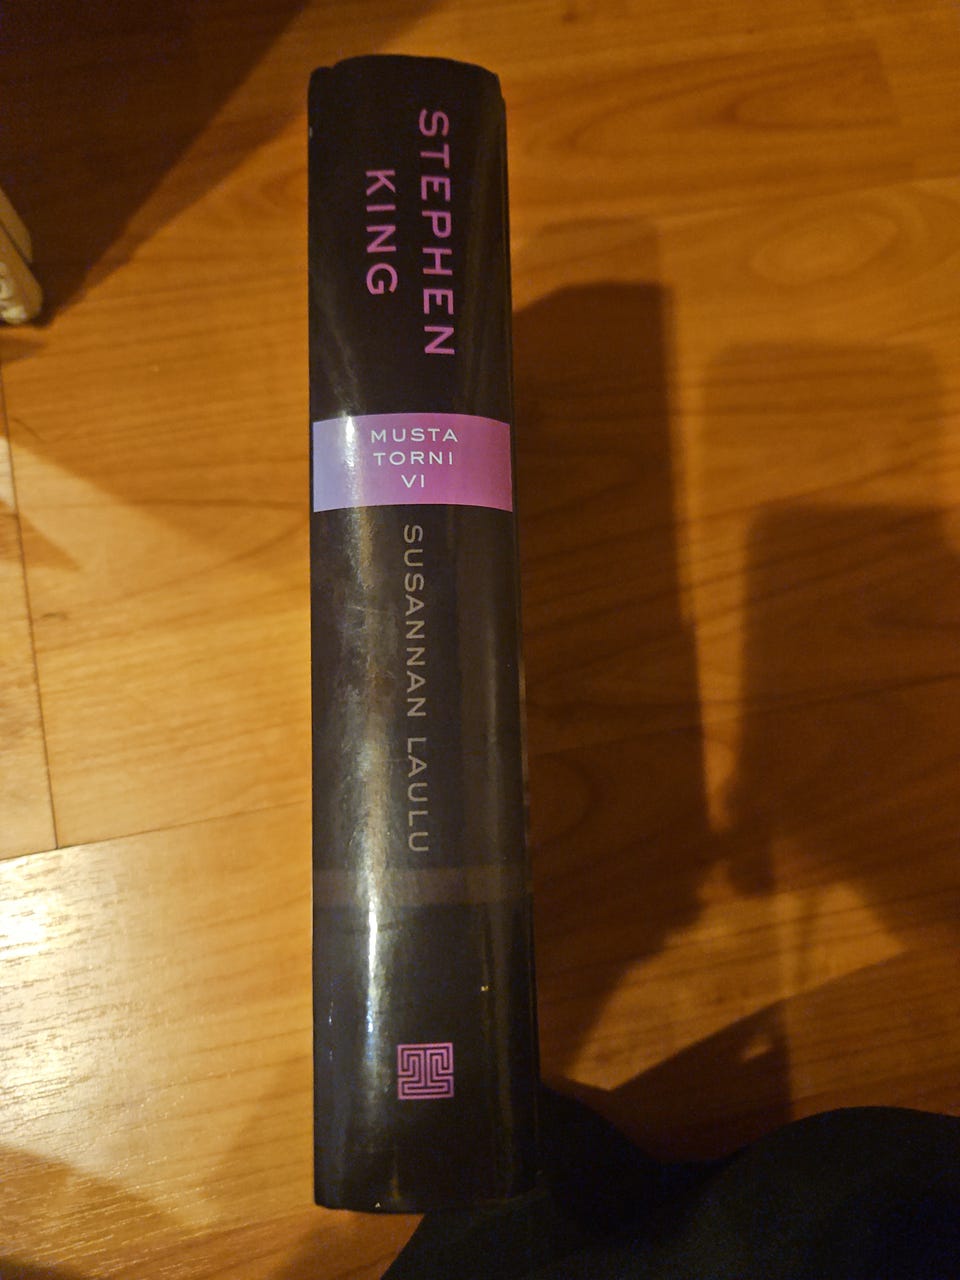 STEPHEN
KING
MUSTA
TORNI
VI
SUSANNAN LAULU